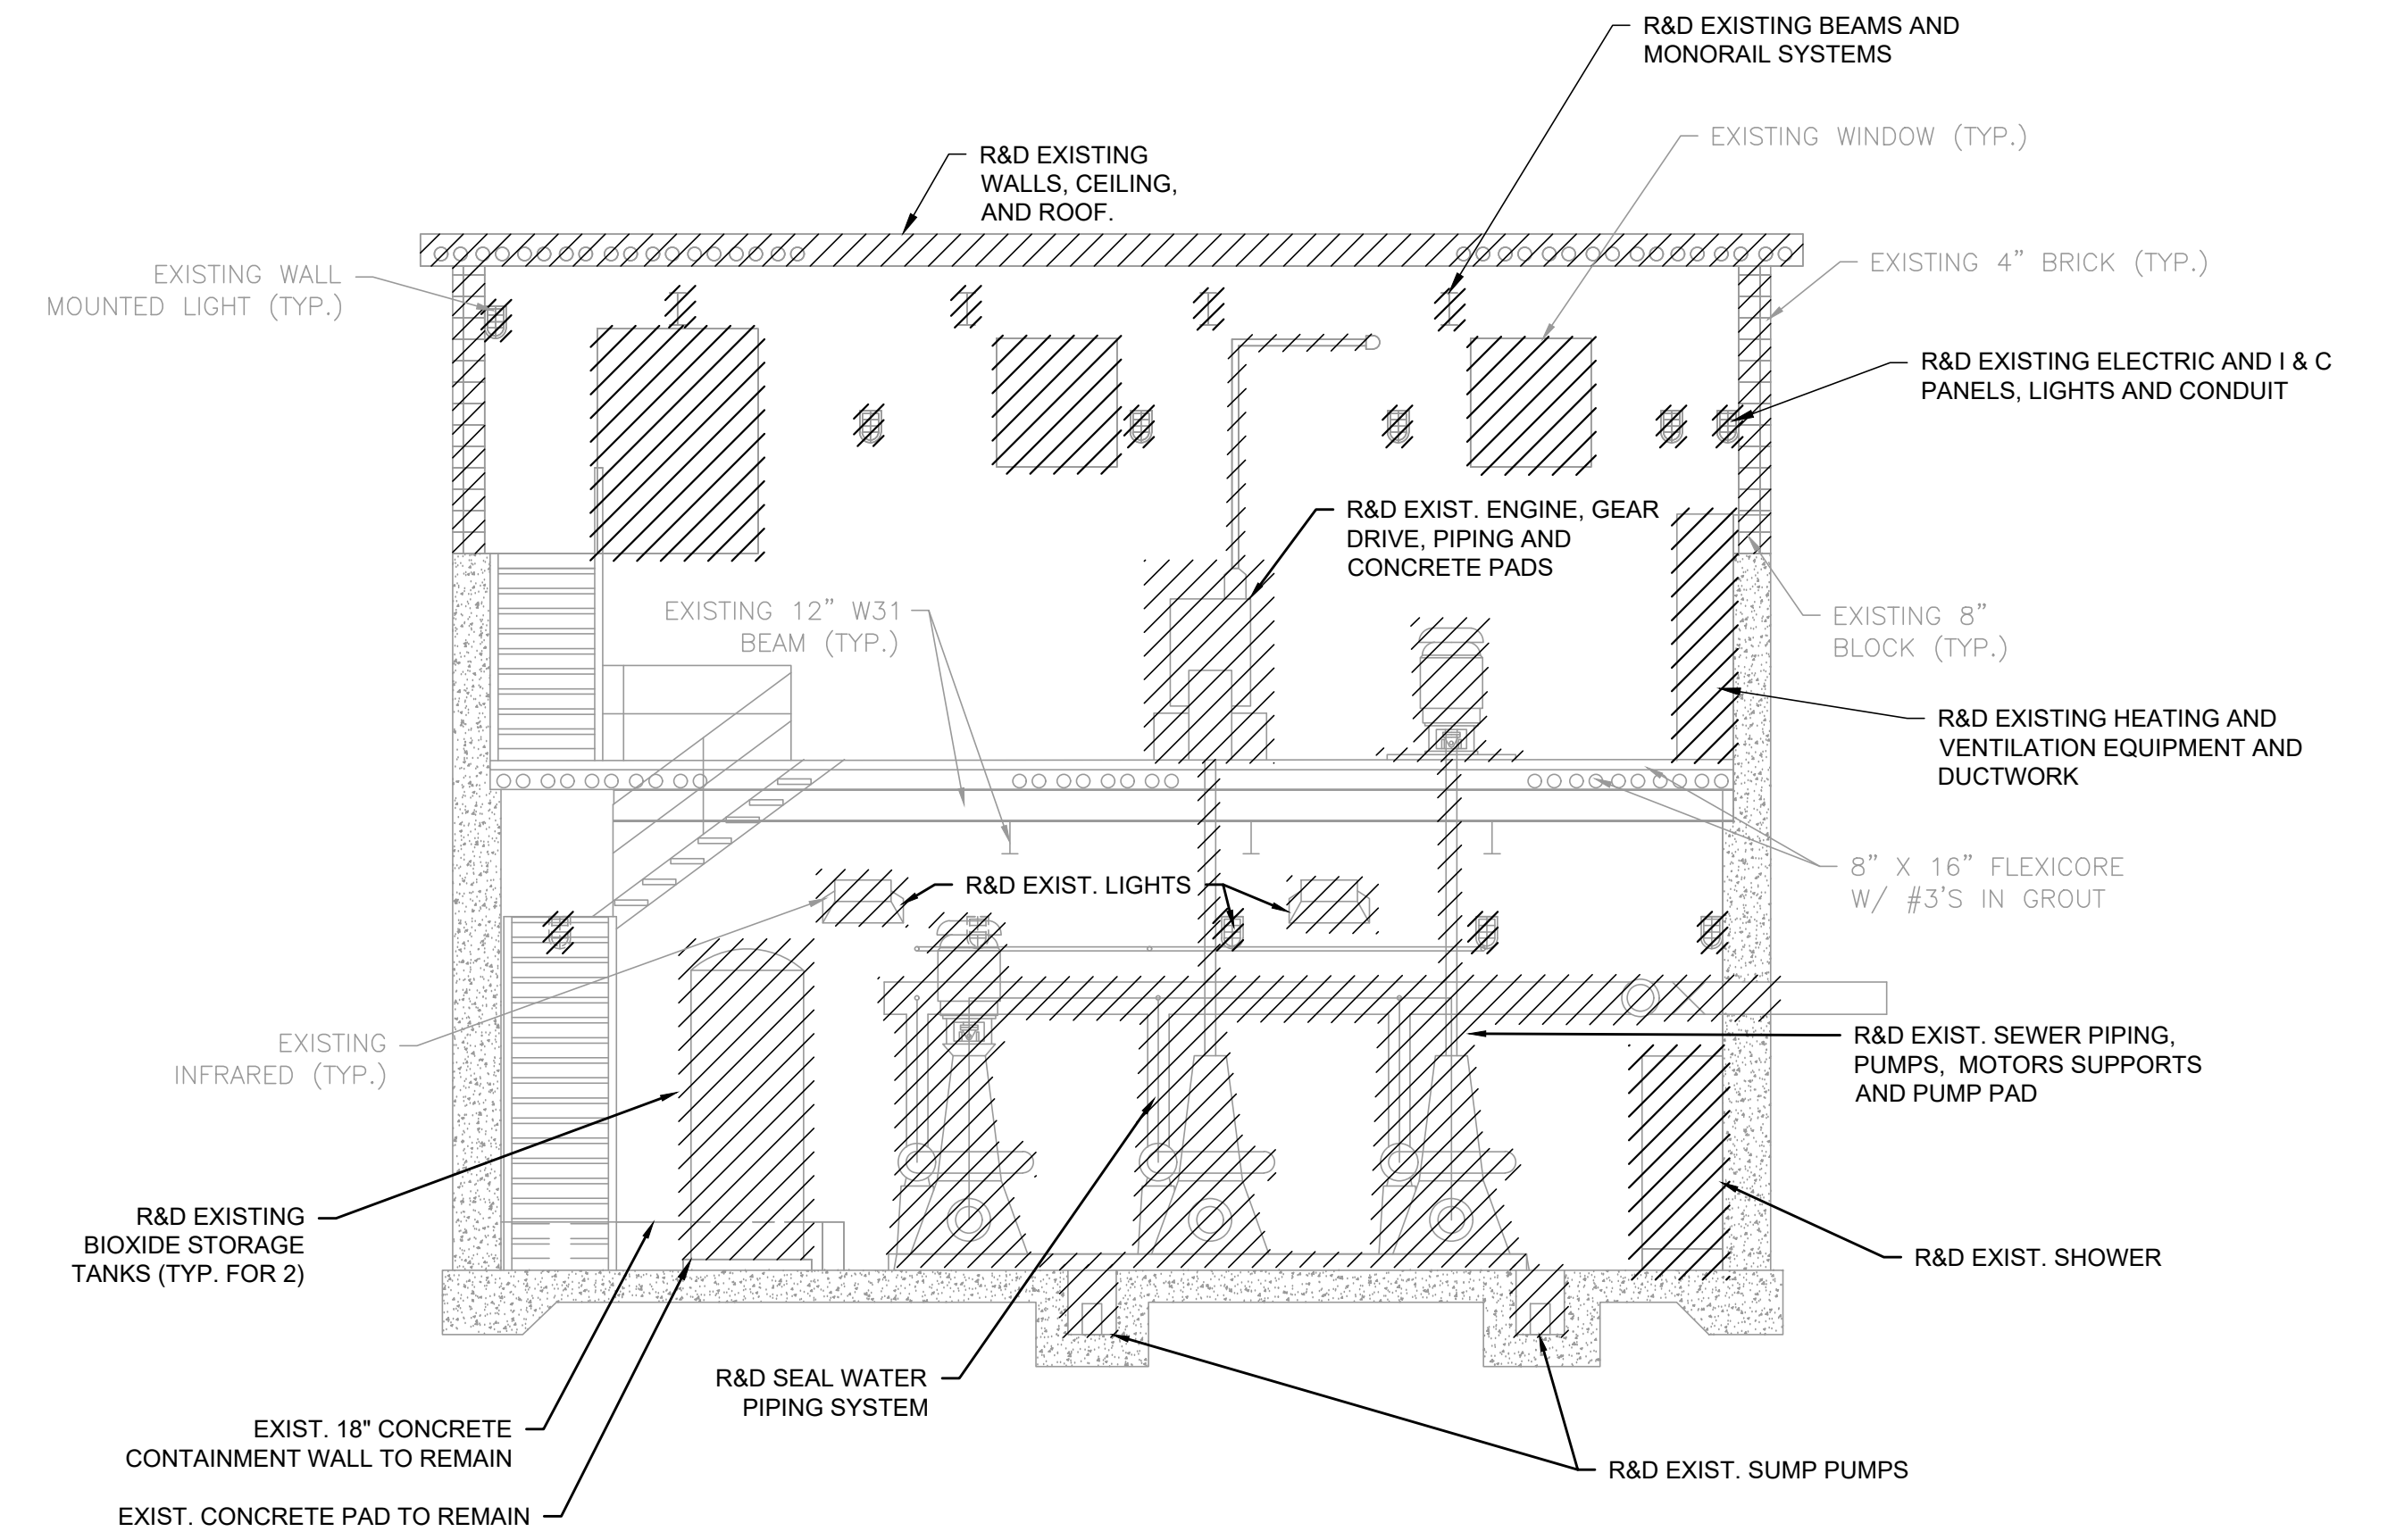 R&D EXISTING BEAMS AND
MONORAIL SYSTEMS
EXISTING WINDOW (TYP.)
R&D EXISTING
WALLS, CEILING,
AND ROOF.
EXISTING WALL
MOUNTED LIGHT (TYP.)
EXISTING 4” BRICK (TYP.)
R&D EXISTING ELECTRIC AND I & C
PANELS, LIGHTS AND CONDUIT
R&D EXIST. ENGINE, GEAR
DRIVE, PIPING AND
CONCRETE PADS
EXISTING 12” W31
BEAM (TYP.)
EXISTING 8”
BLOCK (TYP.)
R&D EXISTING HEATING AND
VENTILATION EQUIPMENT AND
DUCTWORK
8” X 16” FLEXICORE
W/ #3’S IN GROUT
R&D EXIST. LIGHTS
EXISTING
INFRARED (TYP.)
R&D EXIST. SEWER PIPING,
PUMPS, MOTORS SUPPORTS
AND PUMP PAD
R&D EXISTING
BIOXIDE STORAGE
TANKS (TYP. FOR 2)
R&D EXIST. SHOWER
R&D SEAL WATER
PIPING SYSTEM
EXIST. 18" CONCRETE
CONTAINMENT WALL TO REMAIN
R&D EXIST. SUMP PUMPS
EXIST. CONCRETE PAD TO REMAIN